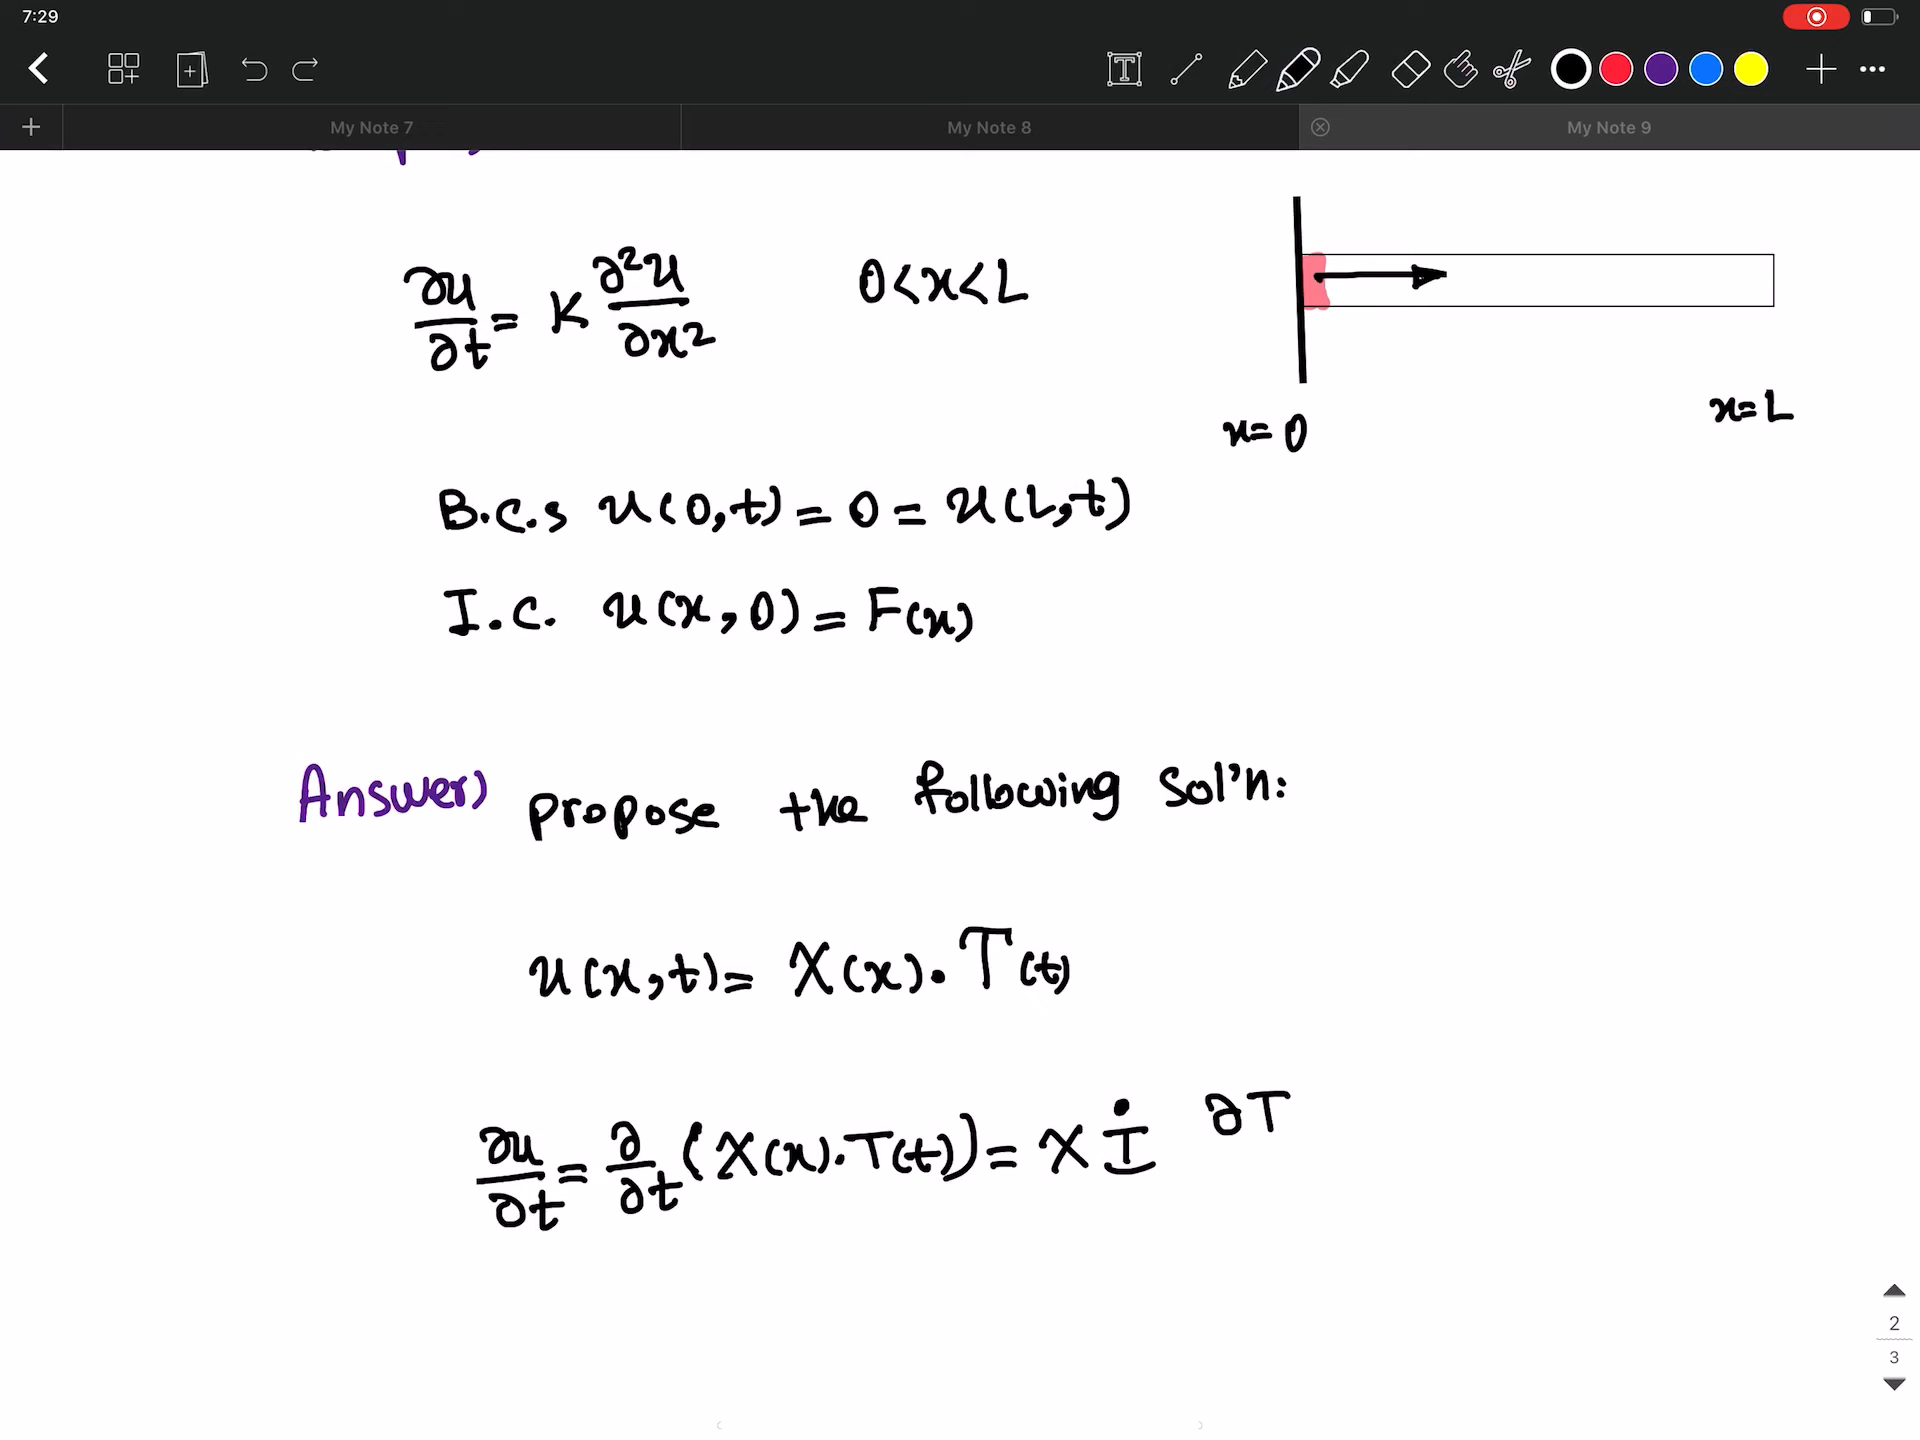 7:29
My Note 7 My Note 8 My Note 9
∂u/∂t = K ∂²u/∂x² 0<x<L
x=0 x=L
B.C.s u(0,t) = 0 = u(L,t)
I.C. u(x,0) = F(x)
Answer) propose the following sol'n:
u(x,t) = X(x).T(t)
∂u/∂t = ∂/∂t (X(x).T(t)) = X Ṫ ∂T
2
3